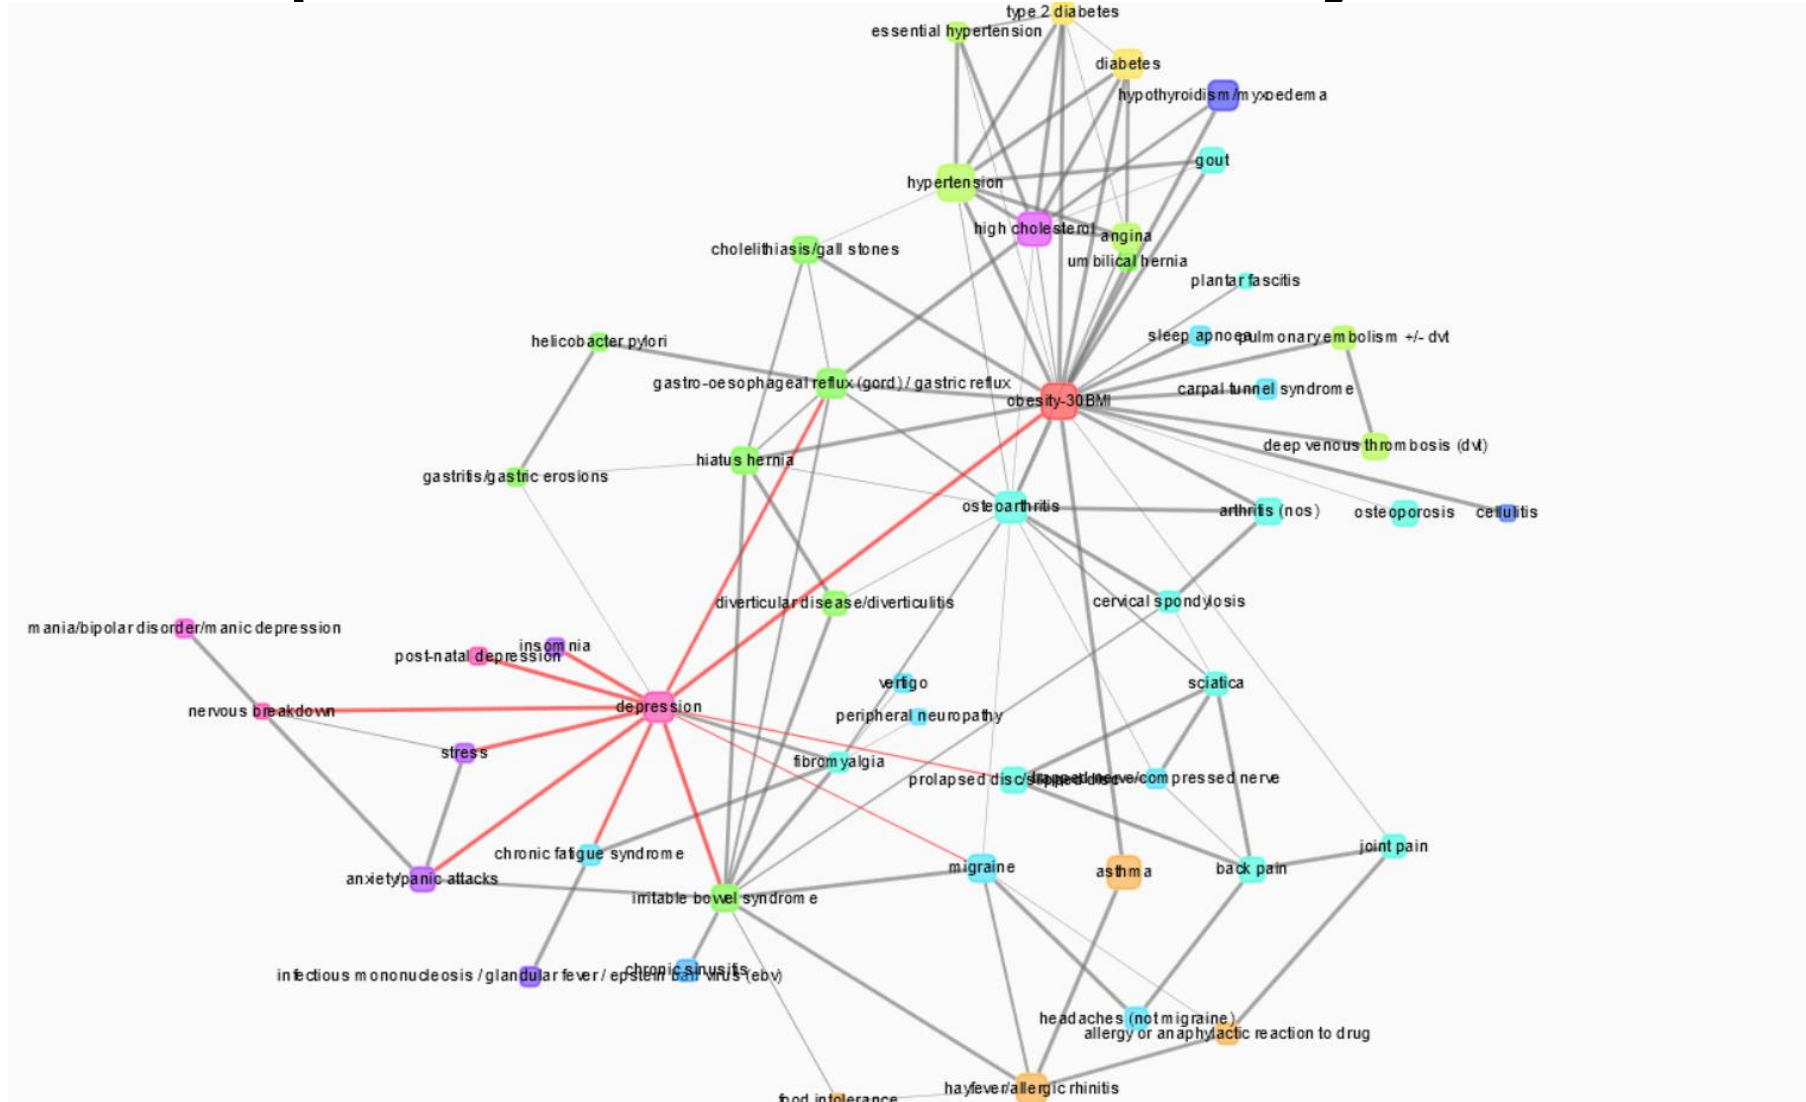 type 2 diabetes
essential hypertension
diabetes
hypothyroidism/myxoedema
gout
hypertension
high cholesterol
angina
cholelithiasis/gall stones
umbilical hernia
plantar fascitis
sleep apnoea
pulmonary embolism +/- dvt
helicobacter pylori
gastro-oesophageal reflux (gord) / gastric reflux
carpal tunnel syndrome
obesity-30BMI
deep venous thrombosis (dvt)
hiatus hernia
gastritis/gastric erosions
osteoarthritis
arthritis (nos)
osteoporosis
cellulitis
diverticular disease/diverticulitis
cervical spondylosis
mania/bipolar disorder/manic depression
insomnia
post-natal depression
vertigo
sciatica
nervous breakdown
depression
peripheral neuropathy
stress
fibromyalgia
prolapsed disc/slipped disc
trapped nerve/compressed nerve
joint pain
chronic fatigue syndrome
migraine
asthma
back pain
anxiety/panic attacks
irritable bowel syndrome
chronic sinusitis
infectious mononucleosis / glandular fever / epstein barr virus (ebv)
headaches (not migraine)
allergy or anaphylactic reaction to drug
hayfever/allergic rhinitis
food intolerance